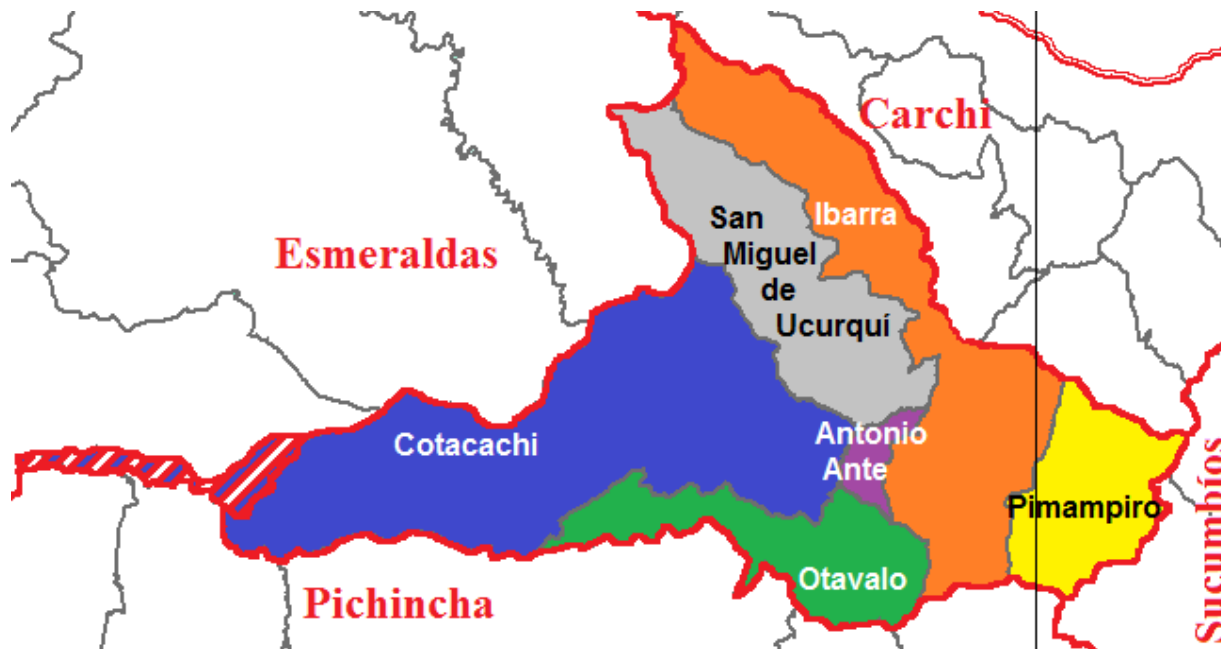 Carchi
San
Miguel
de
Ucurquí
Ibarra
Esmeraldas
Cotacachi
Antonio
Ante
Pimampiro
Otavalo
Pichincha
Sucumbíos